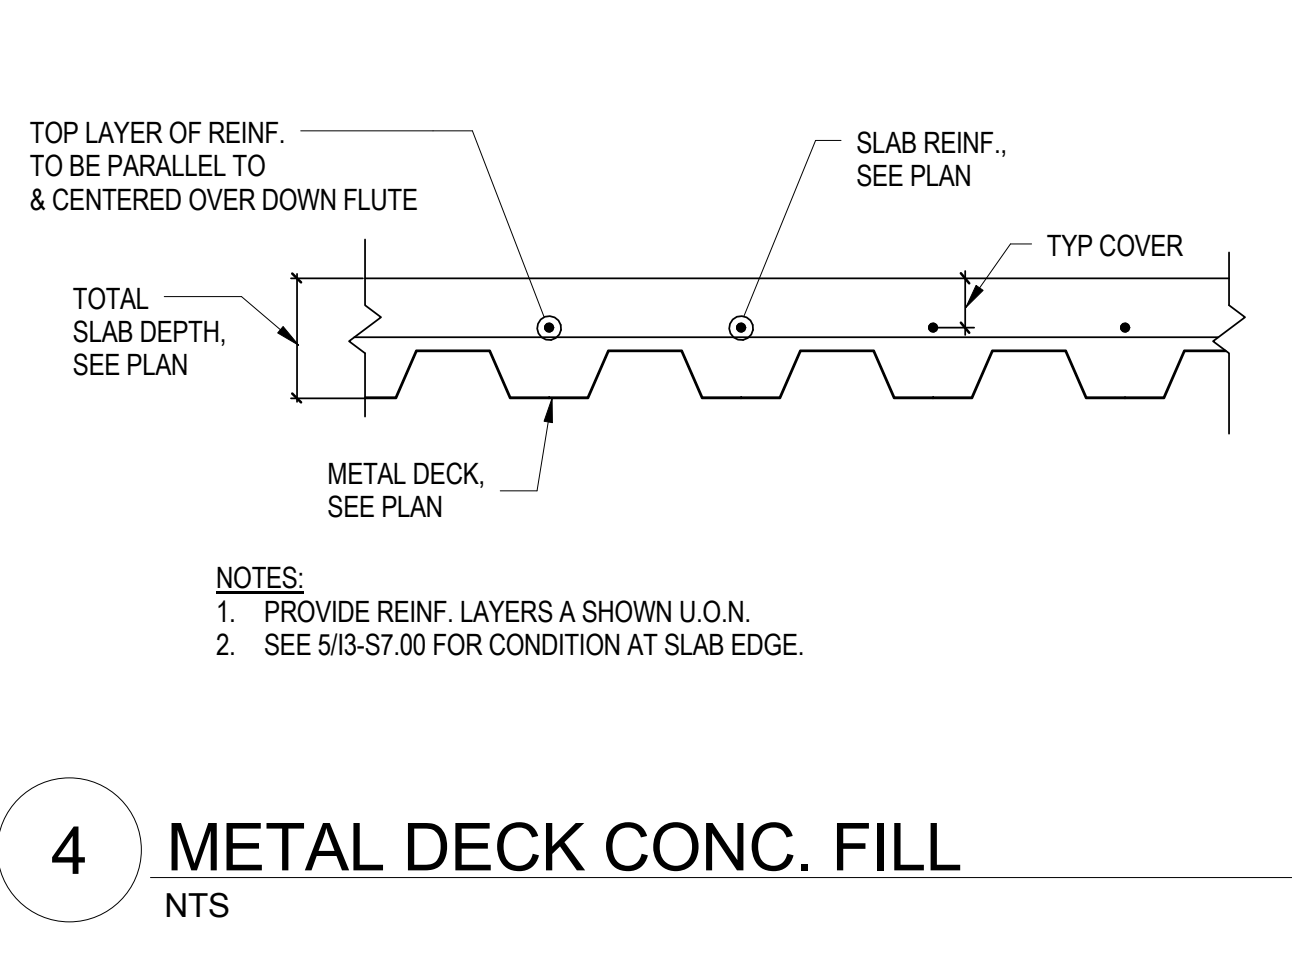 TOP LAYER OF REINF.
TO BE PARALLEL TO
& CENTERED OVER DOWN FLUTE
SLAB REINF.,
SEE PLAN
TYP COVER
TOTAL
SLAB DEPTH,
SEE PLAN
METAL DECK,
SEE PLAN
NOTES:
1. PROVIDE REINF. LAYERS A SHOWN U.O.N.
2. SEE 5/I3-S7.00 FOR CONDITION AT SLAB EDGE.
4 METAL DECK CONC. FILL
NTS